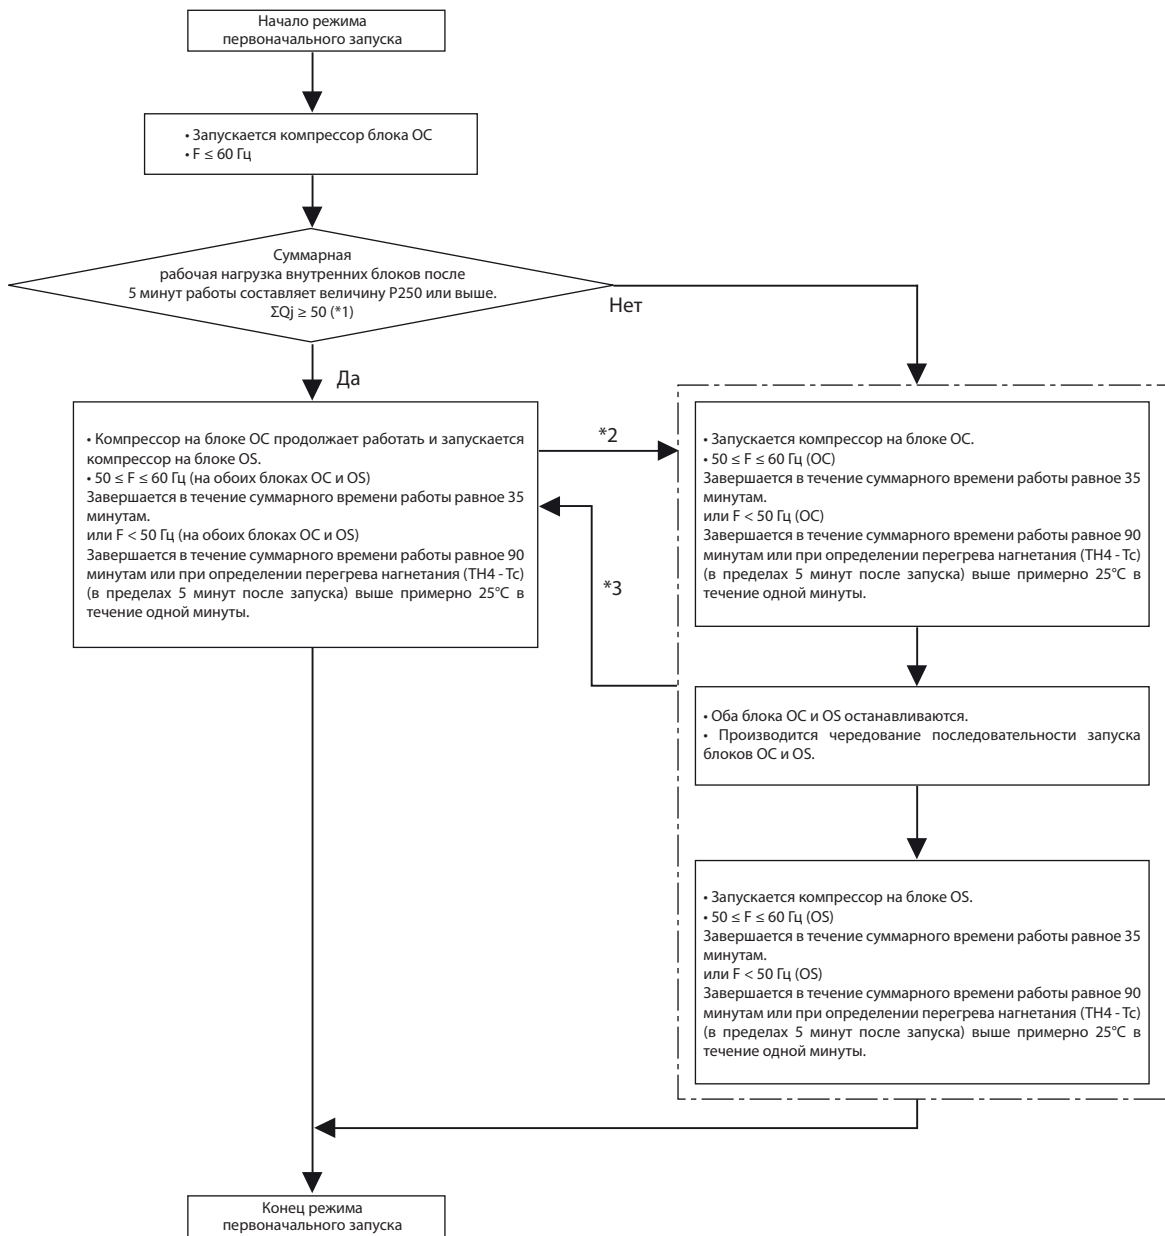 Начало режима
первоначального запуска
• Запускается компрессор блока ОС
• F ≤ 60 Гц
Суммарная
рабочая нагрузка внутренних блоков после
5 минут работы составляет величину P250 или выше.
ΣQj ≥ 50 (*1)
Нет
Да
• Компрессор на блоке ОС продолжает работать и запускается
компрессор на блоке OS.
• 50 ≤ F ≤ 60 Гц (на обоих блоках ОС и OS)
Завершается в течение суммарного времени работы равное 35
минутам.
или F < 50 Гц (на обоих блоках ОС и OS)
Завершается в течение суммарного времени работы равное 90
минутам или при определении перегрева нагнетания (TH4 - Tc)
(в пределах 5 минут после запуска) выше примерно 25°C в
течение одной минуты.
*2
*3
• Запускается компрессор на блоке ОС.
• 50 ≤ F ≤ 60 Гц (ОС)
Завершается в течение суммарного времени работы равное 35
минутам.
или F < 50 Гц (ОС)
Завершается в течение суммарного времени работы равное 90
минутам или при определении перегрева нагнетания (TH4 - Tc)
(в пределах 5 минут после запуска) выше примерно 25°C в
течение одной минуты.
• Оба блока ОС и OS останавливаются.
• Производится чередование последовательности запуска
блоков ОС и OS.
• Запускается компрессор на блоке OS.
• 50 ≤ F ≤ 60 Гц (OS)
Завершается в течение суммарного времени работы равное 35
минутам.
или F < 50 Гц (OS)
Завершается в течение суммарного времени работы равное 90
минутам или при определении перегрева нагнетания (TH4 - Tc)
(в пределах 5 минут после запуска) выше примерно 25°C в
течение одной минуты.
Конец режима
первоначального запуска